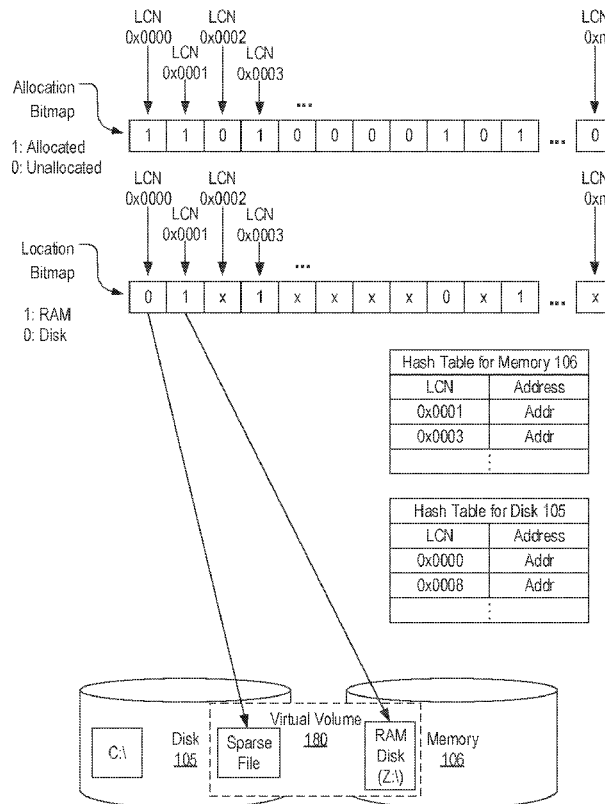 LCN
0x0000
LCN
0x0001
LCN
0x0002
LCN
0x0003
...
LCN
Allocation
Bitmap
1: Allocated
0: Unallocated
1 1 0 1 0 0 0 0 1 0 1 ... 0
LCN
0x0000
LCN
0x0001
LCN
0x0002
LCN
0x0003
...
LCN
Location
Bitmap
1: RAM
0: Disk
0 1 x 1 x x x x 0 x 1 ... x
Hash Table for Memory 106
LCN Address
0x0001 Addr
0x0003 Addr
⋮
Hash Table for Disk 105
LCN Address
0x0000 Addr
0x0008 Addr
⋮
C:\
Disk
105
Sparse
File
Virtual Volume
180
RAM
Disk
(Z:\)
Memory
106